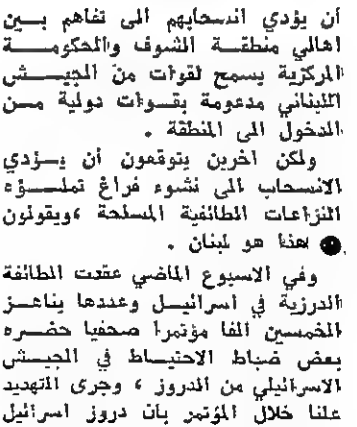 أن يؤدي انسحابهم الى تفاهم بين
اهالي منطقة الشوف والحكومة
المركزية يسمح لقوات من الجيش
اللبناني مدعومة بقوات دولية من
الدخول الى المنطقة .
ولكن اخرين يتوقعون أن يؤدي
الانسحاب الى نشوء فراغ تملؤه
النزاعات الطائفية المسلحة ،ويقولون
● هذا هو لبنان .
وفي الاسبوع الماضي عقدت الطائفة
الدرزية في اسرائيل وعددها يناهز
الخمسين الفا مؤتمرا صحفيا حضره
بعض ضباط الاحتياط في الجيش
الاسرائيلي من الدروز ، وجرى التهديد
علنا خلال المؤتمر بان دروز اسرائيل